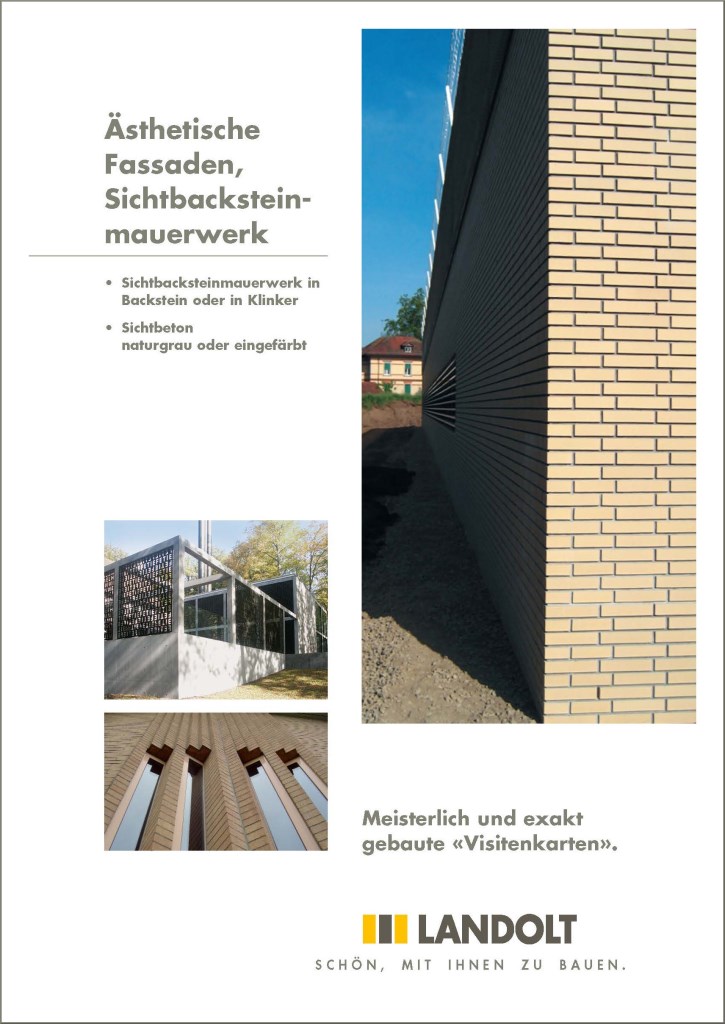 Ästhetische
Fassaden,
Sichtbackstein-
mauerwerk
• Sichtbacksteinmauerwerk in
Backstein oder in Klinker
• Sichtbeton
naturgrau oder eingefärbt
Meisterlich und exakt
gebaute «Visitenkarten».
LANDOLT
SCHÖN, MIT IHNEN ZU BAUEN.